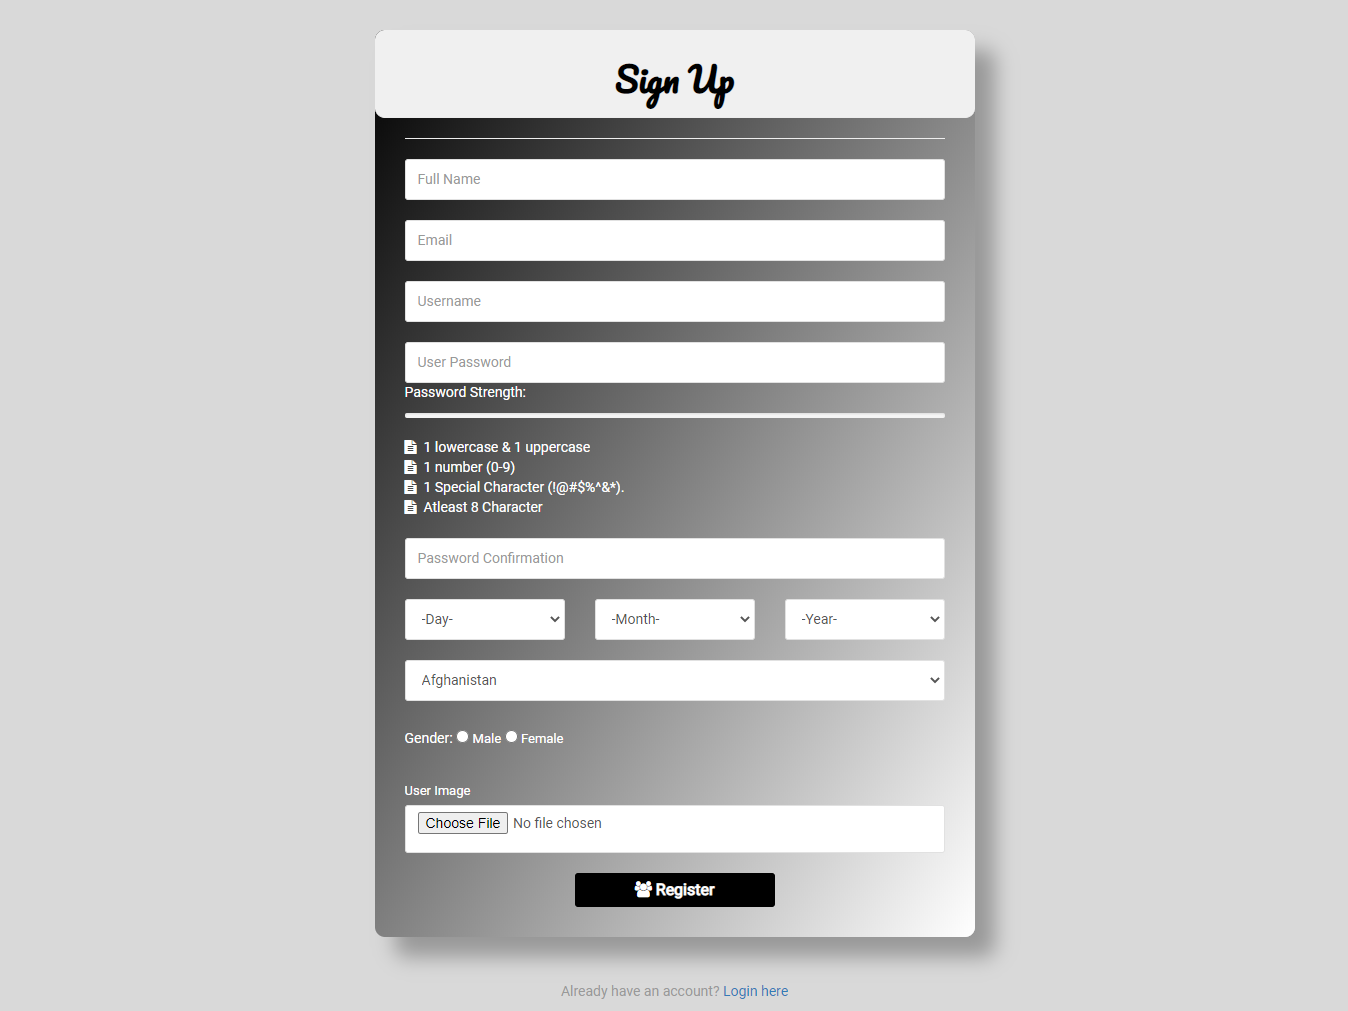 Sign Up
Full Name
Email
Username
User Password
Password Strength:
1 lowercase & 1 uppercase
1 number (0-9)
1 Special Character (!@#$%^&*).
Atleast 8 Character
Password Confirmation
-Day- -Month- -Year-
Afghanistan
Gender: Male Female
User Image
Choose File No file chosen
Register
Already have an account? Login here